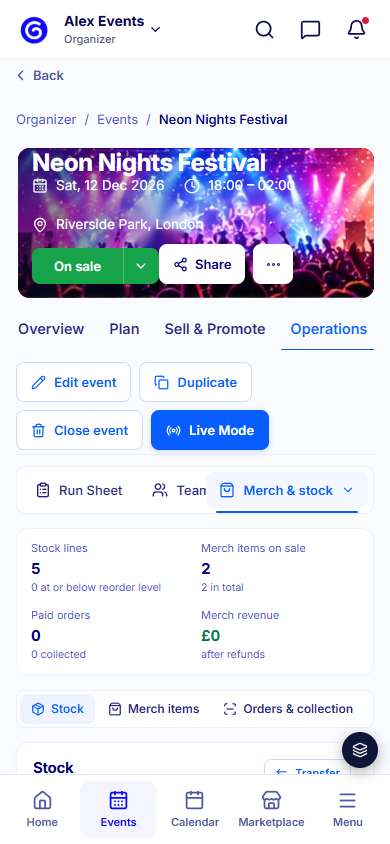 Alex Events
Organizer
Back
Organizer / Events / Neon Nights Festival
Neon Nights Festival
Sat, 12 Dec 2026 18:00 – 02:00
Riverside Park, London
On sale Share
Overview Plan Sell & Promote Operations
Edit event Duplicate
Close event Live Mode
Run Sheet Team Merch & stock
Stock lines Merch items on sale
5 2
0 at or below reorder level 2 in total
Paid orders Merch revenue
0 £0
0 collected after refunds
Stock Merch items Orders & collection
Stock Transfer
Home Events Calendar Marketplace Menu